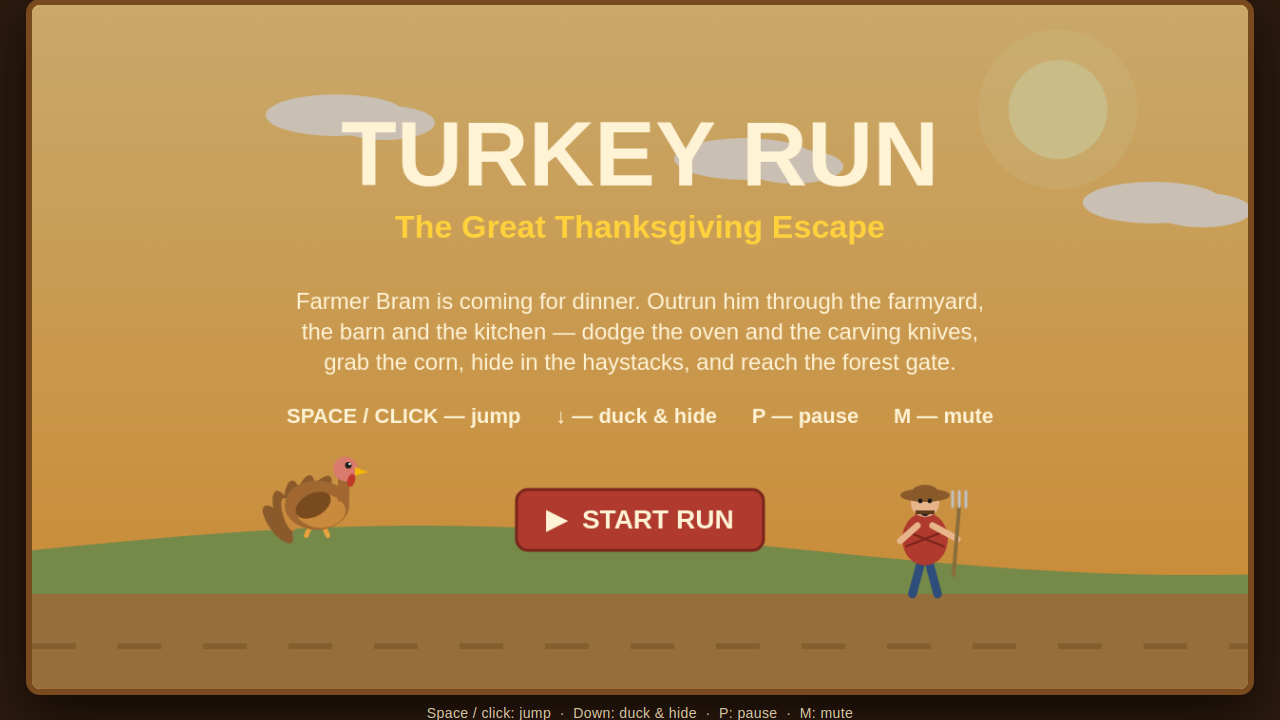 TURKEY RUN
The Great Thanksgiving Escape
Farmer Bram is coming for dinner. Outrun him through the farmyard,
the barn and the kitchen — dodge the oven and the carving knives,
grab the corn, hide in the haystacks, and reach the forest gate.
SPACE / CLICK — jump   ↓ — duck & hide   P — pause   M — mute
▶ START RUN
Space / click: jump · Down: duck & hide · P: pause · M: mute